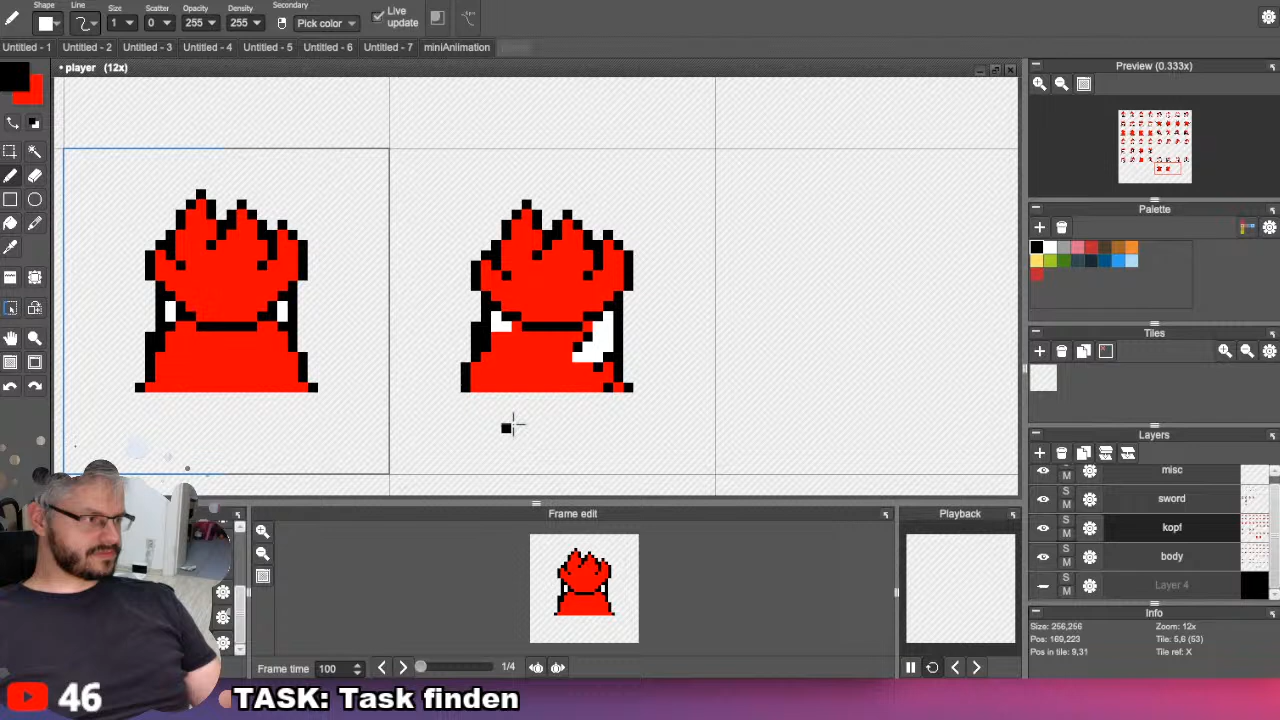 Shape Line Size Scatter Opacity Density Secondary
1 0 255 255 Pick color Live update
Untitled - 1 Untitled - 2 Untitled - 3 Untitled - 4 Untitled - 5 Untitled - 6 Untitled - 7 miniAniimation
• player (12x)
Preview (0.333x)
Palette
Tiles
Layers
S
M
misc
S
M
sword
S
M
kopf
S
M
body
S
M
Layer 4
Info
Size: 256,256
Zoom: 12x
Pos: 169,223
Tile: 5,6 (53)
Pos in tile: 9,31
Tile ref: X
Frame edit
Playback
Frame time 100
1/4
46
TASK: Task finden